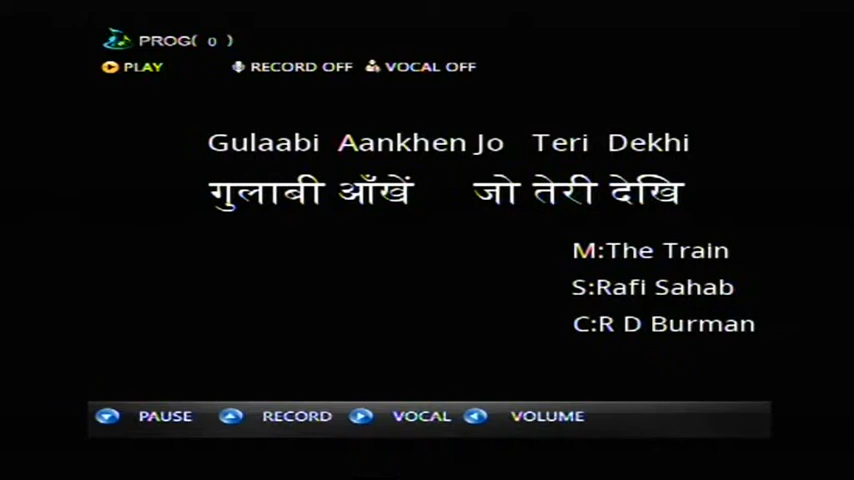 PROG( 0 )
PLAY RECORD OFF VOCAL OFF
Gulaabi Aankhen Jo Teri Dekhi
गुलाबी आँखें जो तेरी देखि
M:The Train
S:Rafi Sahab
C:R D Burman
PAUSE RECORD VOCAL VOLUME